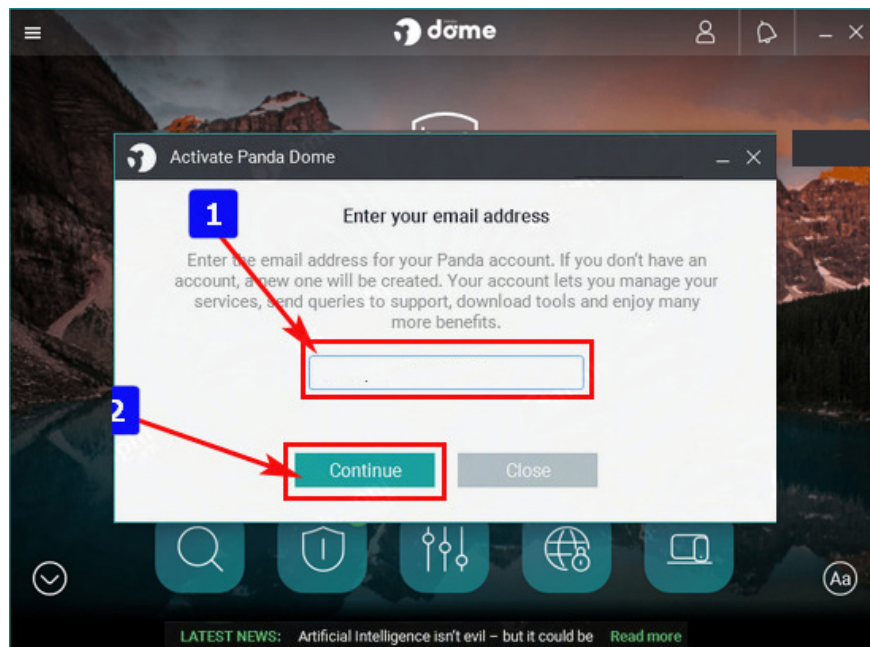 dome
Activate Panda Dome
1
Enter your email address
Enter the email address for your Panda account. If you don't have an
account, a new one will be created. Your account lets you manage your
services, send queries to support, download tools and enjoy many
more benefits.
2
Continue
Close
Aa
LATEST NEWS: Artificial Intelligence isn't evil – but it could be Read more